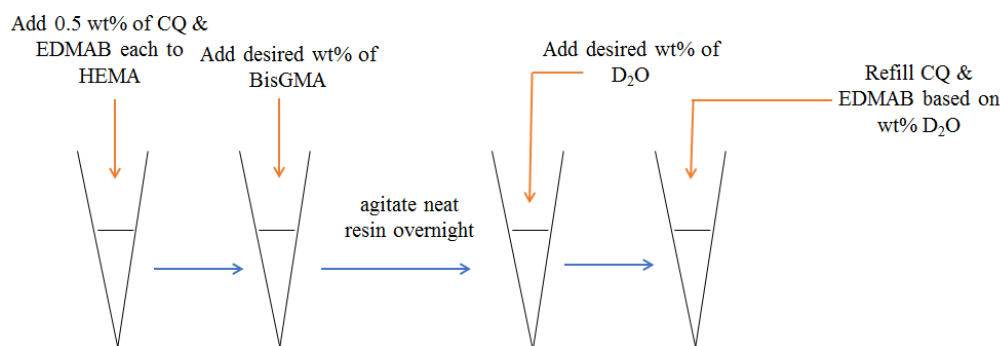 Add 0.5 wt% of CQ &
EDMAB each to
HEMA
Add desired wt% of
BisGMA
agitate neat
resin overnight
Add desired wt% of
D₂O
Refill CQ &
EDMAB based on
wt% D₂O